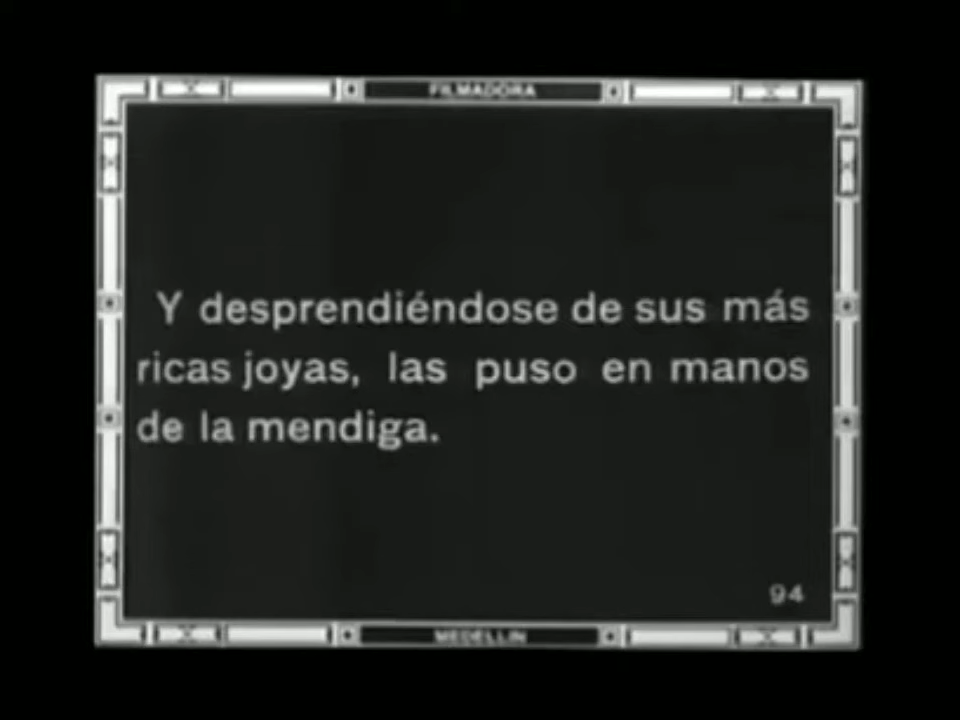 FILMADORA
Y desprendiéndose de sus más
ricas joyas, las puso en manos
de la mendiga.
94
MEDELLIN